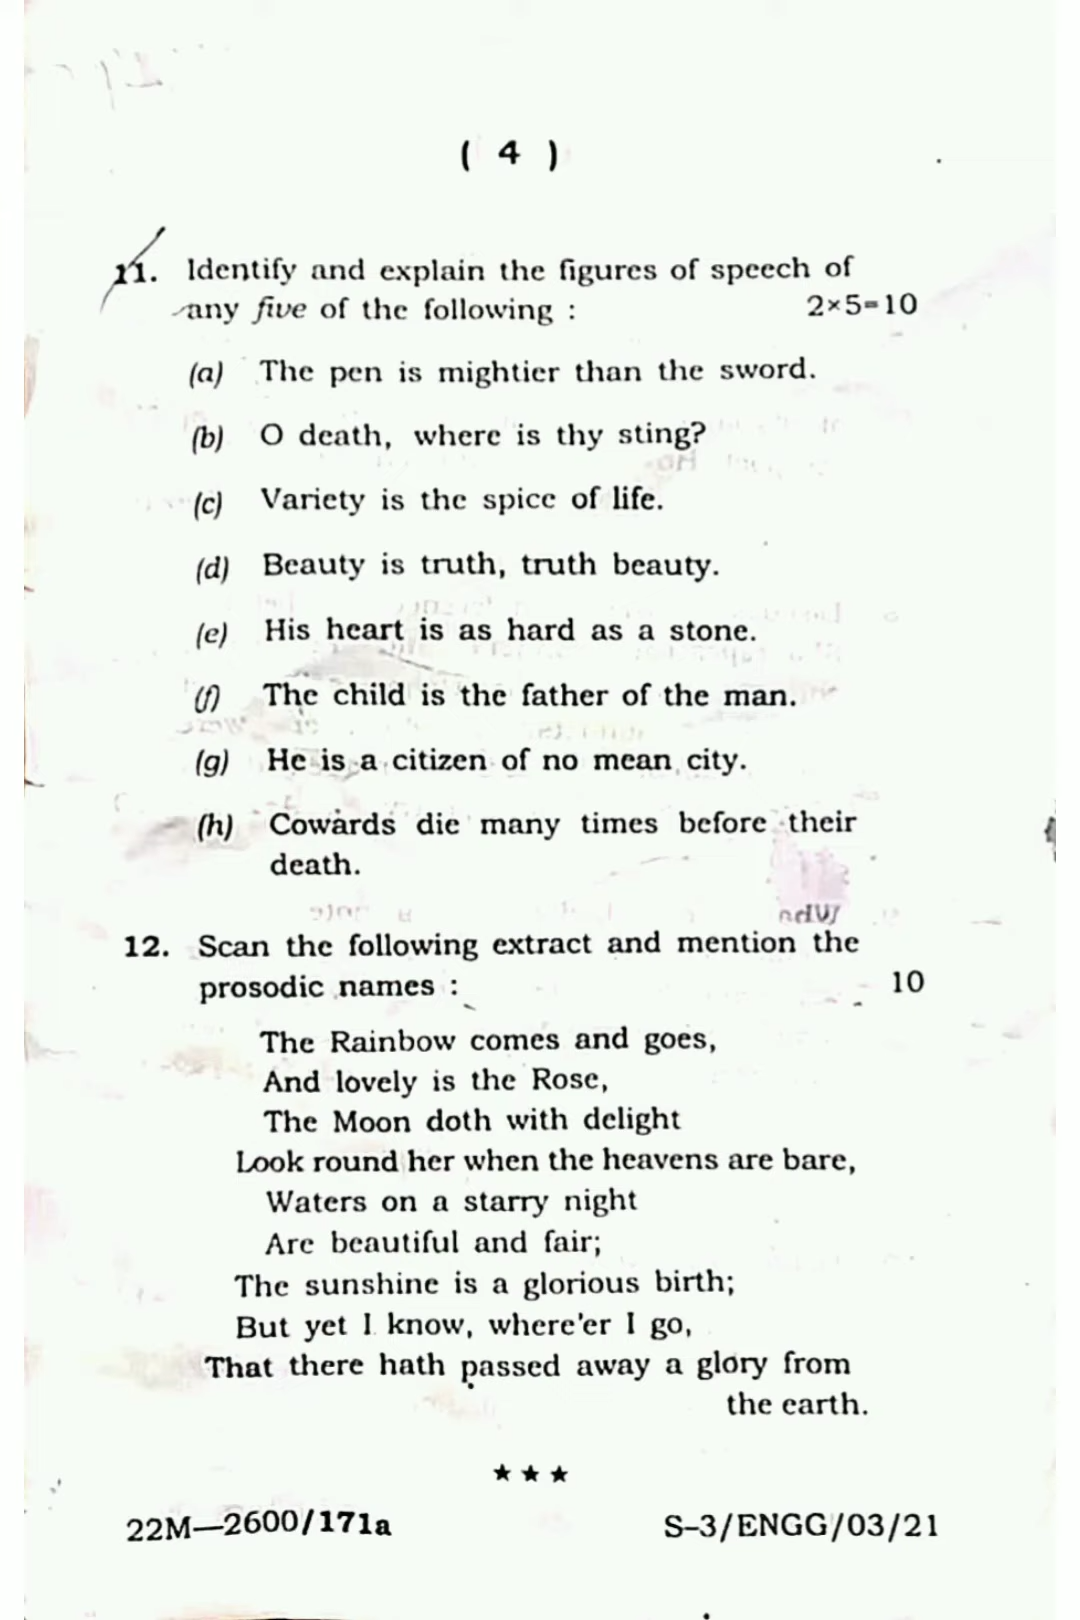 ( 4 )
11. Identify and explain the figures of speech of
any five of the following : 2×5=10
(a) The pen is mightier than the sword.
(b) O death, where is thy sting?
(c) Variety is the spice of life.
(d) Beauty is truth, truth beauty.
(e) His heart is as hard as a stone.
(f) The child is the father of the man.
(g) He is a citizen of no mean city.
(h) Cowards die many times before their
death.
12. Scan the following extract and mention the
prosodic names : 10
The Rainbow comes and goes,
And lovely is the Rose,
The Moon doth with delight
Look round her when the heavens are bare,
Waters on a starry night
Are beautiful and fair;
The sunshine is a glorious birth;
But yet I know, where'er I go,
That there hath passed away a glory from
the earth.
★ ★ ★
22M—2600/171a S-3/ENGG/03/21